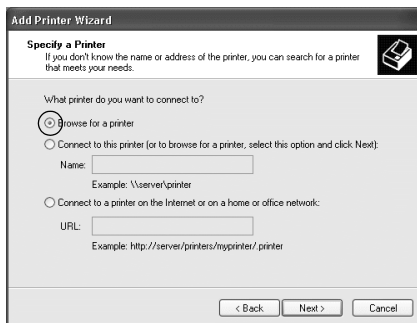 Add Printer Wizard
Specify a Printer
If you don't know the name or address of the printer, you can search for a printer
that meets your needs.
What printer do you want to connect to?
Browse for a printer
Connect to this printer (or to browse for a printer, select this option and click Next):
Name:
Example: \\server\printer
Connect to a printer on the Internet or on a home or office network:
URL:
Example: http://server/printers/myprinter/.printer
< Back Next > Cancel